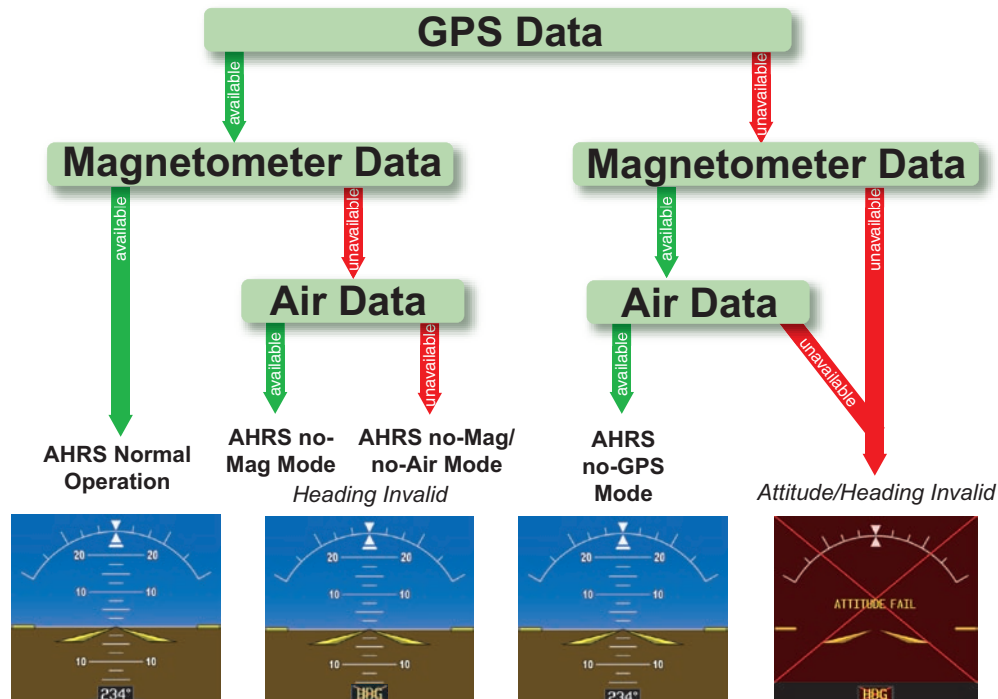 GPS Data
available
unavailable
Magnetometer Data
Magnetometer Data
available
unavailable
available
unavailable
Air Data
Air Data
available
unavailable
available
unavailable
AHRS Normal
Operation
AHRS no-
Mag Mode
AHRS no-Mag/
no-Air Mode
Heading Invalid
AHRS
no-GPS
Mode
Attitude/Heading Invalid
20 20
10 10
10 10
234°
20 20
10 10
10 10
HDG
20 20
10 10
10 10
234°
ATTITUDE FAIL
HDG